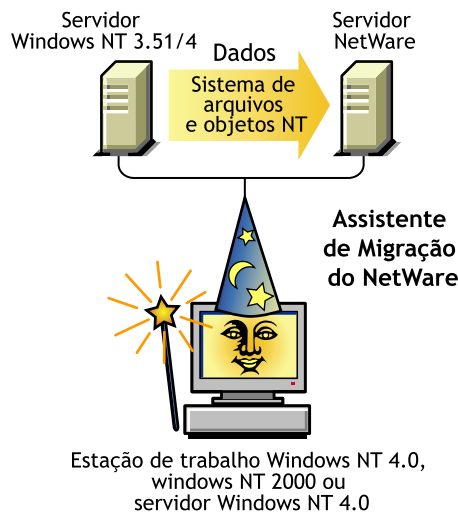 Servidor
Windows NT 3.51/4
Servidor
NetWare
Dados
Sistema de
arquivos
e objetos NT
Assistente
de Migração
do NetWare
Estação de trabalho Windows NT 4.0,
windows NT 2000 ou
servidor Windows NT 4.0